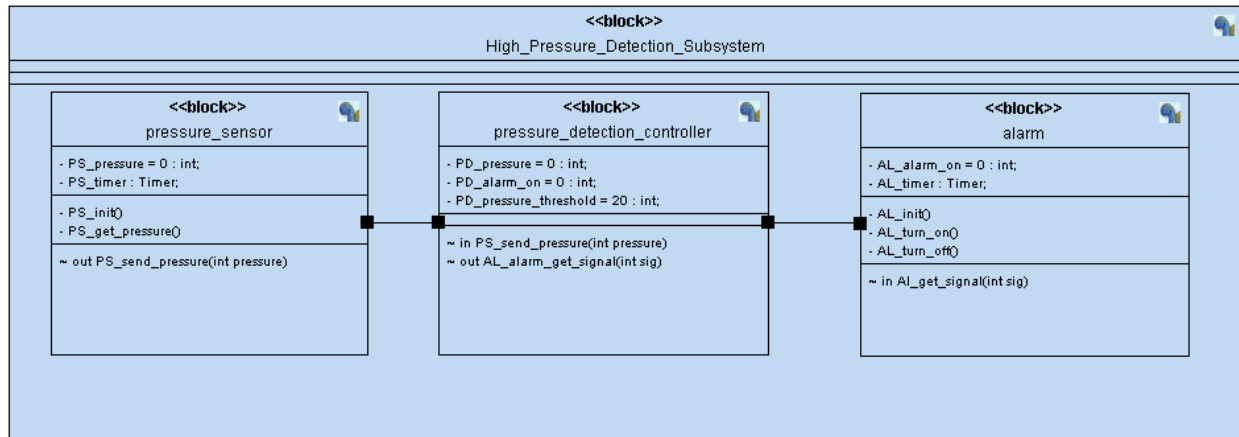 <<block>>
High_Pressure_Detection_Subsystem
<<block>>
pressure_sensor
- PS_pressure = 0 : int;
- PS_timer : Timer;
- PS_init()
- PS_get_pressure()
~ out PS_send_pressure(int pressure)
<<block>>
pressure_detection_controller
- PD_pressure = 0 : int;
- PD_alarm_on = 0 : int;
- PD_pressure_threshold = 20 : int;
~ in PS_send_pressure(int pressure)
~ out AL_alarm_get_signal(int sig)
<<block>>
alarm
- AL_alarm_on = 0 : int;
- AL_timer : Timer;
- AL_init()
- AL_turn_on()
- AL_turn_off()
~ in Al_get_signal(int sig)